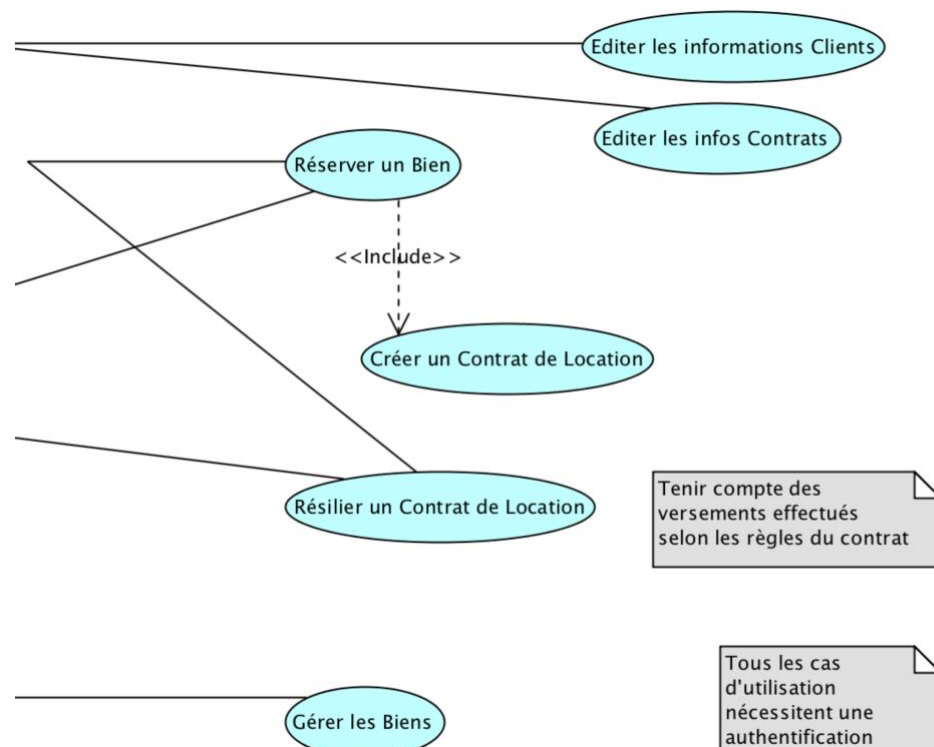 Editer les informations Clients
Editer les infos Contrats
Réserver un Bien
<<Include>>
Créer un Contrat de Location
Résilier un Contrat de Location
Tenir compte des
versements effectués
selon les règles du contrat
Tous les cas
d'utilisation
nécessitent une
authentification
Gérer les Biens